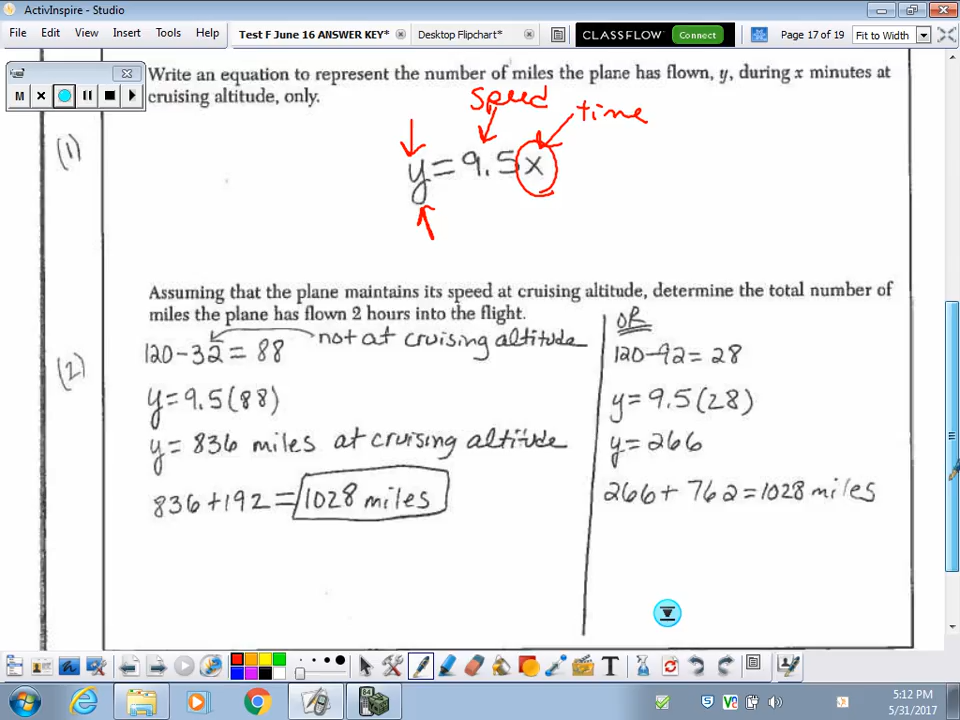 ActivInspire - Studio
File Edit View Insert Tools Help Test F June 16 ANSWER KEY* Desktop Flipchart* CLASSFLOW Connect Page 17 of 19 Fit to Width
Write an equation to represent the number of miles the plane has flown, y, during x minutes at
cruising altitude, only.
speed
time
(1)
y = 9.5x
Assuming that the plane maintains its speed at cruising altitude, determine the total number of
miles the plane has flown 2 hours into the flight.
(2)
120-32 = 88 not at cruising altitude
y = 9.5(88)
y = 836 miles at cruising altitude
836+192 = 1028 miles
OR
120-92 = 28
y = 9.5(28)
y = 266
266 + 762 = 1028 miles
5:12 PM
5/31/2017